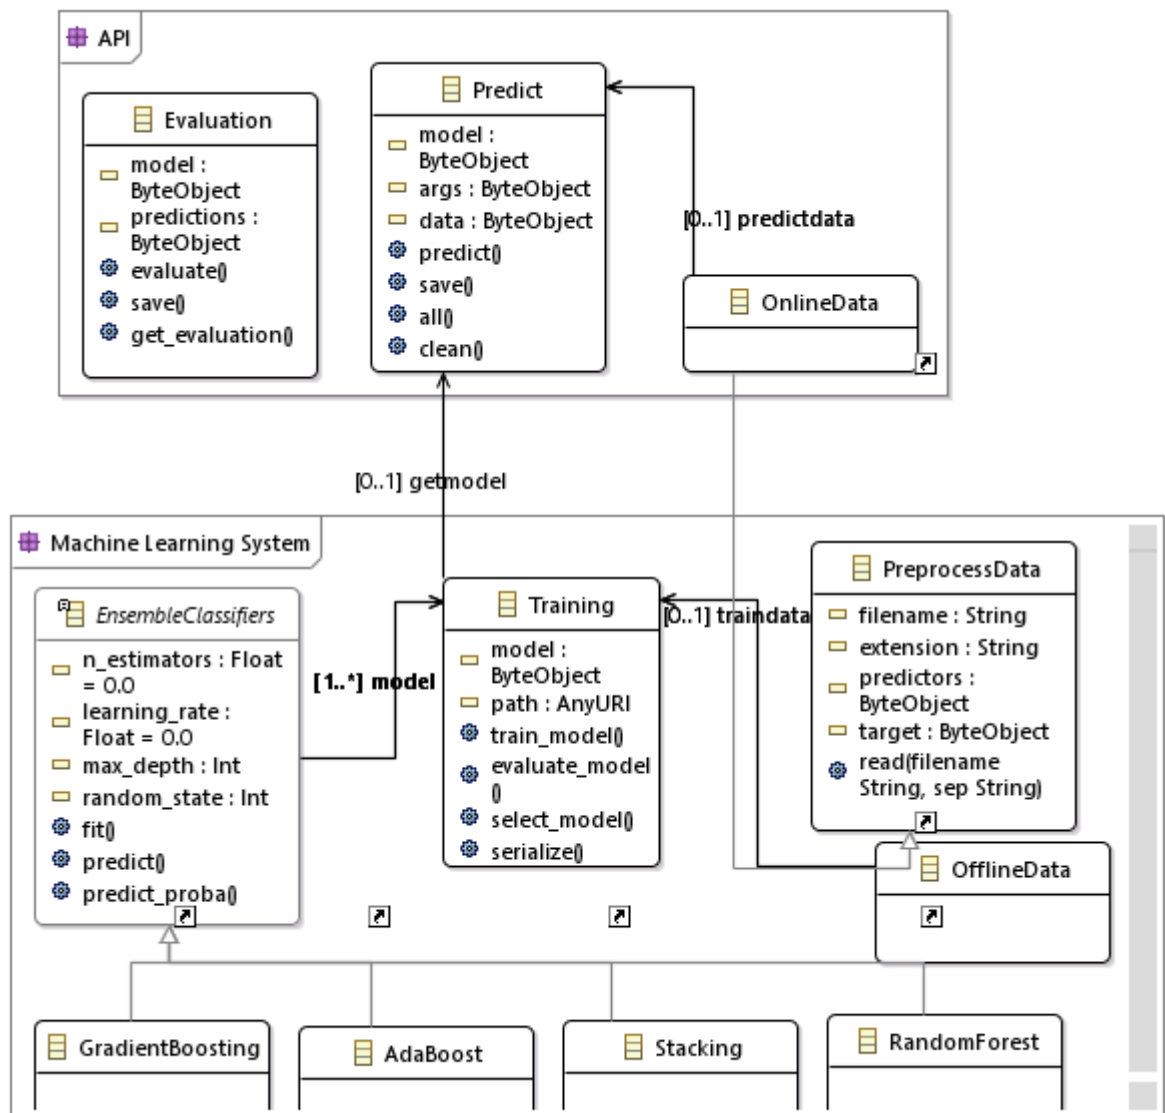 API
Evaluation
model :
ByteObject
predictions :
ByteObject
evaluate()
save()
get_evaluation()
Predict
model :
ByteObject
args : ByteObject
data : ByteObject
predict()
save()
all()
clean()
[0..1] predictdata
OnlineData
[0..1] getmodel
Machine Learning System
EnsembleClassifiers
n_estimators : Float
= 0.0
learning_rate :
Float = 0.0
max_depth : Int
random_state : Int
fit()
predict()
predict_proba()
[1..*] model
Training
model :
ByteObject
path : AnyURI
train_model()
evaluate_model
()
select_model()
serialize()
[0..1] traindata
PreprocessData
filename : String
extension : String
predictors :
ByteObject
target : ByteObject
read(filename
String, sep String)
OfflineData
GradientBoosting
AdaBoost
Stacking
RandomForest